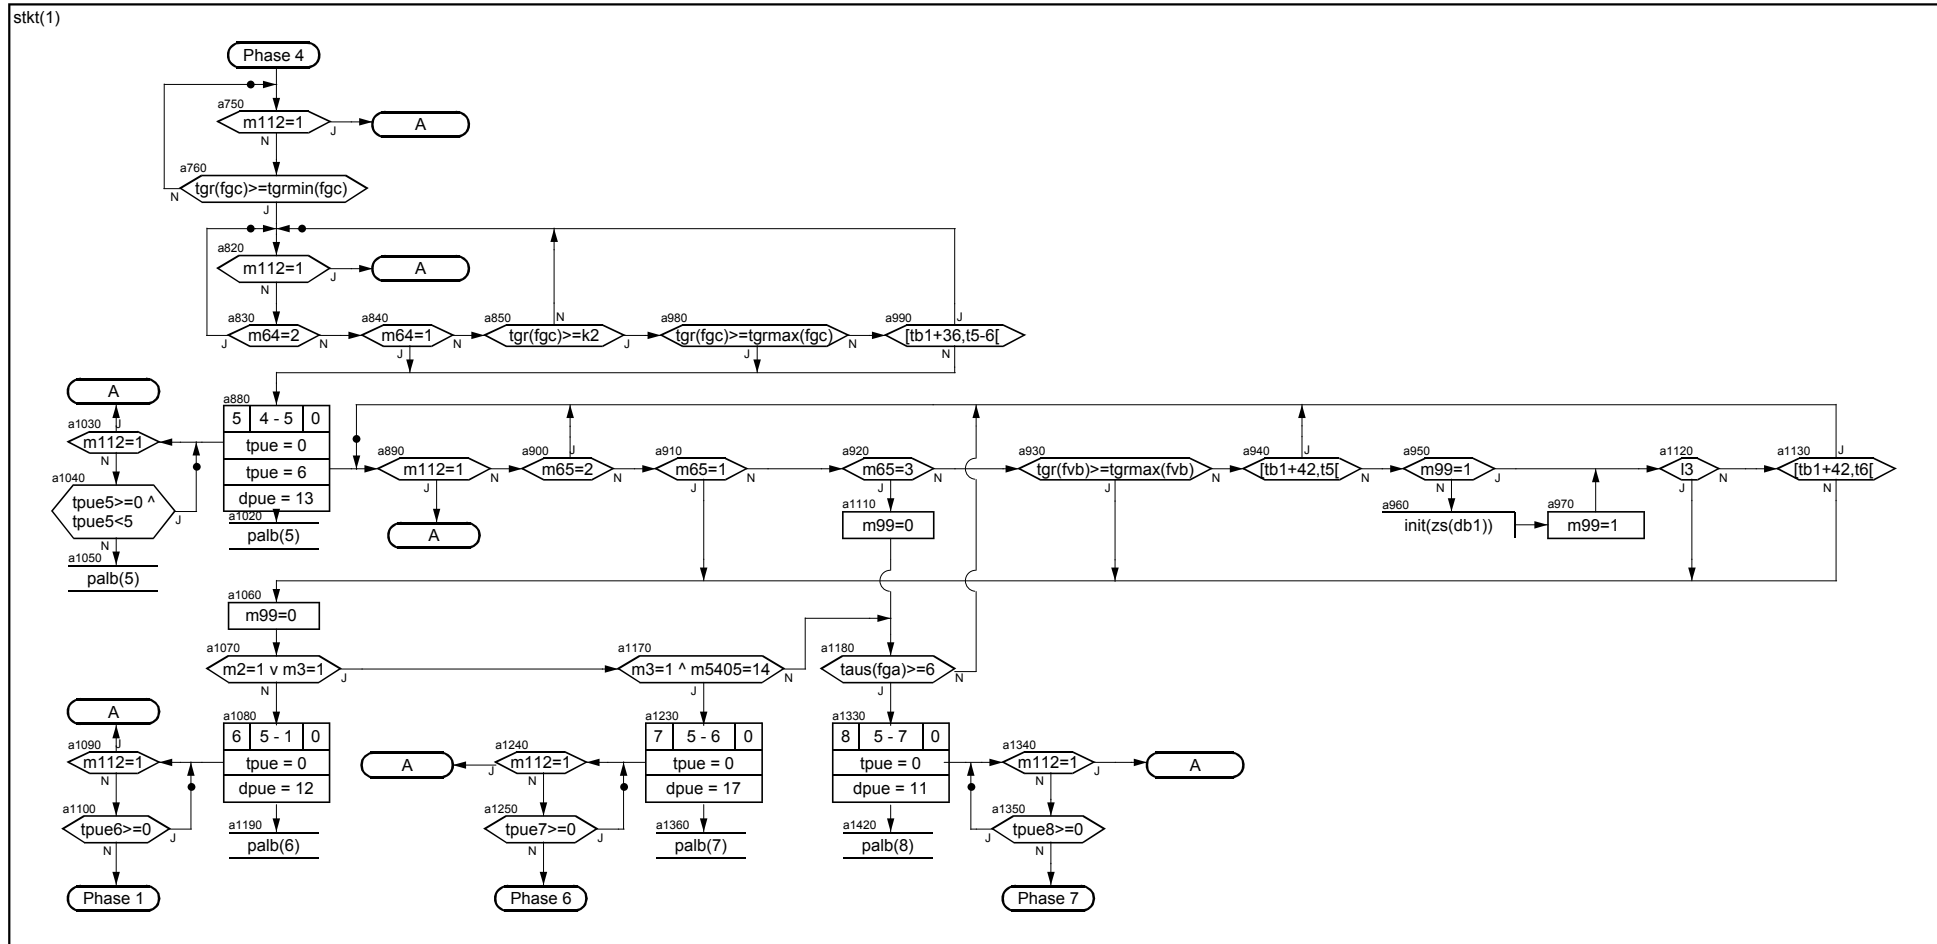 stkt(1)
Phase 4
a750
m112=1
J
A
N
a760
tgr(fgc)>=tgrmin(fgc)
N
J
a820
m112=1
J
A
N
a830
m64=2
J
N
a840
m64=1
N
J
a850
tgr(fgc)>=k2
N
J
a980
tgr(fgc)>=tgrmax(fgc)
N
J
a990
[tb1+36,t5-6[
J
N
A
a1030
m112=1
J
N
a1040
tpue5>=0 ^
tpue5<5
J
N
a1050
palb(5)
a880
5 4 - 5 0
tpue = 0
tpue = 6
dpue = 13
a1020
palb(5)
a890
m112=1
N
J
A
a900
m65=2
J
N
a910
m65=1
N
J
a920
m65=3
N
J
a1110
m99=0
a930
tgr(fvb)>=tgrmax(fvb)
N
J
a940
[tb1+42,t5[
J
N
a950
m99=1
J
N
a960
init(zs(db1))
a970
m99=1
a1120
l3
N
J
a1130
[tb1+42,t6[
J
N
a1060
m99=0
a1070
m2=1 v m3=1
J
N
a1170
m3=1 ^ m5405=14
N
J
a1180
taus(fga)>=6
N
J
A
a1090
m112=1
J
N
a1100
tpue6>=0
J
N
Phase 1
a1080
6 5 - 1 0
tpue = 0
dpue = 12
a1190
palb(6)
A
a1240
m112=1
J
N
a1250
tpue7>=0
J
N
Phase 6
a1230
7 5 - 6 0
tpue = 0
dpue = 17
a1360
palb(7)
a1330
8 5 - 7 0
tpue = 0
dpue = 11
a1420
palb(8)
a1340
m112=1
J
N
A
a1350
tpue8>=0
J
N
Phase 7